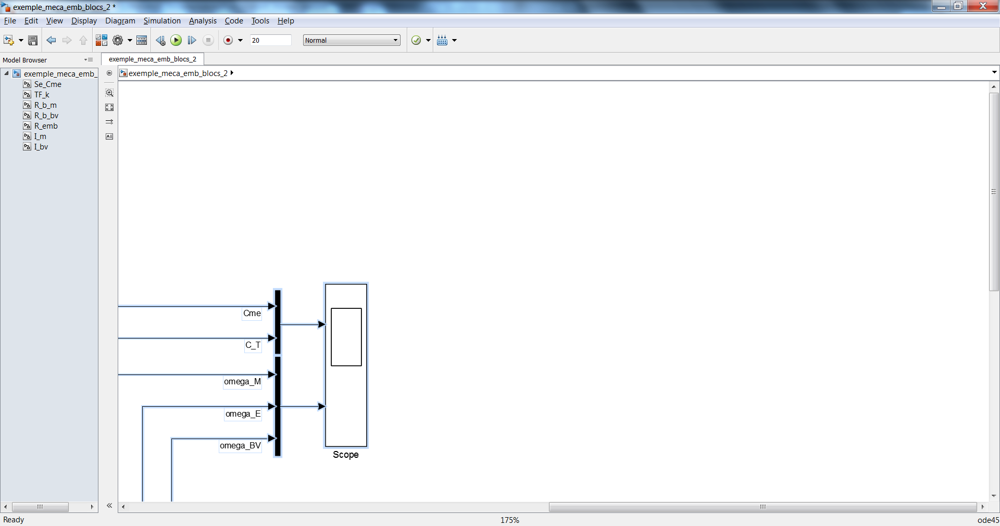 exemple_meca_emb_blocs_2 *
File Edit View Display Diagram Simulation Analysis Code Tools Help
20 Normal
Model Browser
exemple_meca_emb_blocs_2
exemple_meca_emb_
exemple_meca_emb_blocs_2
Se_Cme
TF_k
R_b_m
R_b_bv
R_emb
I_m
I_bv
Cme
C_T
omega_M
omega_E
omega_BV
Scope
Ready 175% ode45